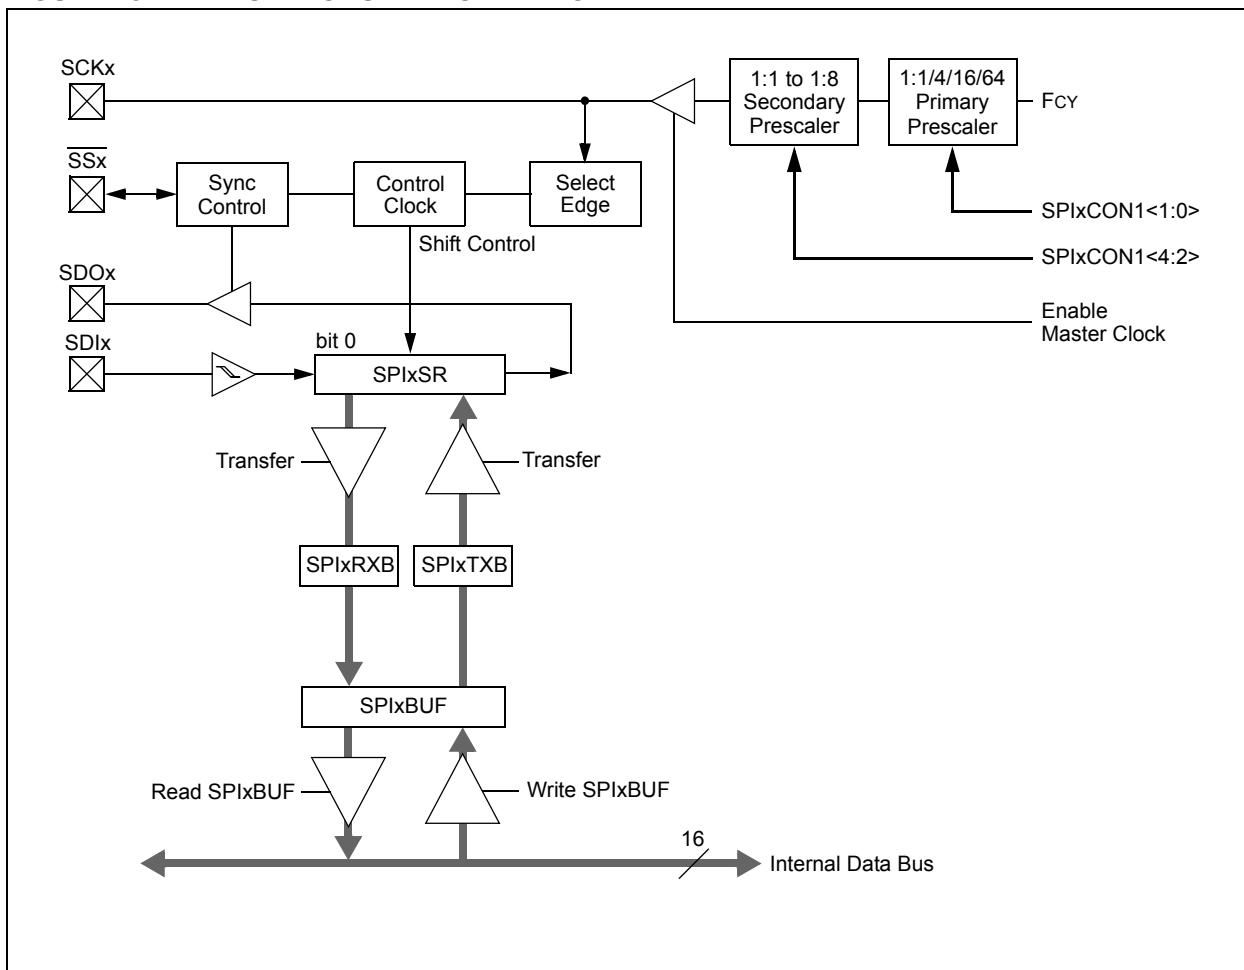 SCKx
1:1 to 1:8
Secondary
Prescaler
1:1/4/16/64
Primary
Prescaler
FCY
SSx
Sync
Control
Control
Clock
Select
Edge
SPIxCON1<1:0>
Shift Control
SPIxCON1<4:2>
SDOx
Enable
Master Clock
SDIx
bit 0
SPIxSR
Transfer
Transfer
SPIxRXB
SPIxTXB
SPIxBUF
Read SPIxBUF
Write SPIxBUF
16
Internal Data Bus